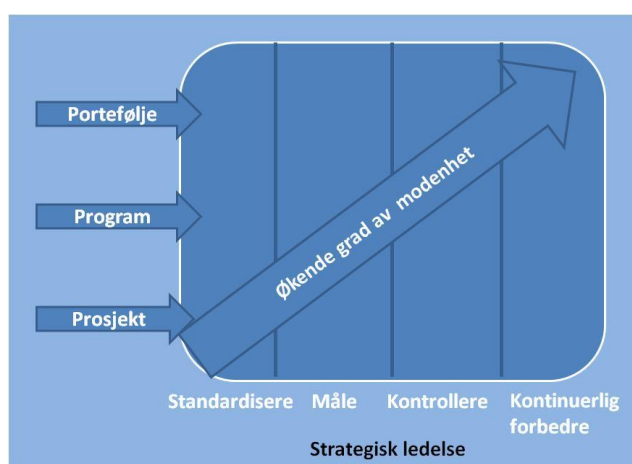 Portefølje
Program
Prosjekt
Økende grad av modenhet
Standardisere Måle Kontrollere Kontinuerlig
forbedre
Strategisk ledelse